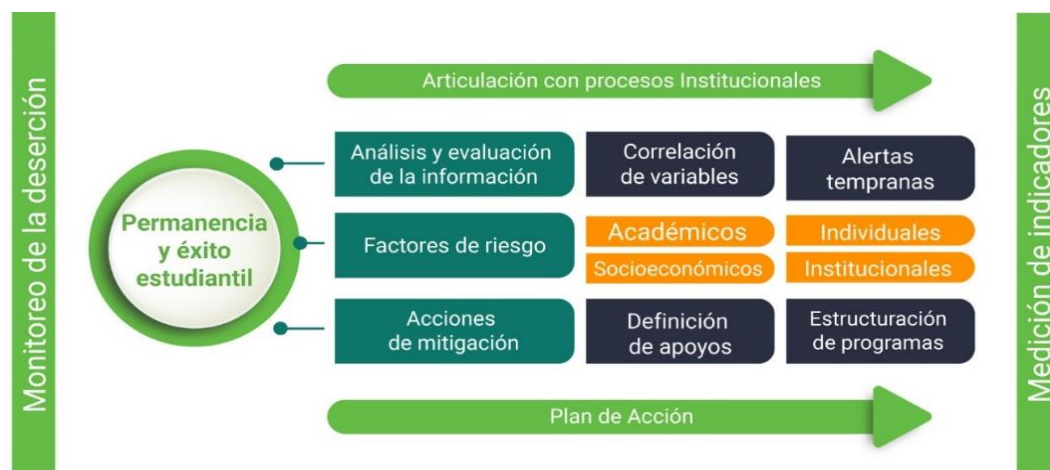 Monitoreo de la deserción
Articulación con procesos Institucionales
Permanencia
y éxito
estudiantil
Análisis y evaluación
de la información
Correlación
de variables
Alertas
tempranas
Factores de riesgo
Académicos
Individuales
Socioeconómicos
Institucionales
Acciones
de mitigación
Definición
de apoyos
Estructuración
de programas
Plan de Acción
Medición de indicadores